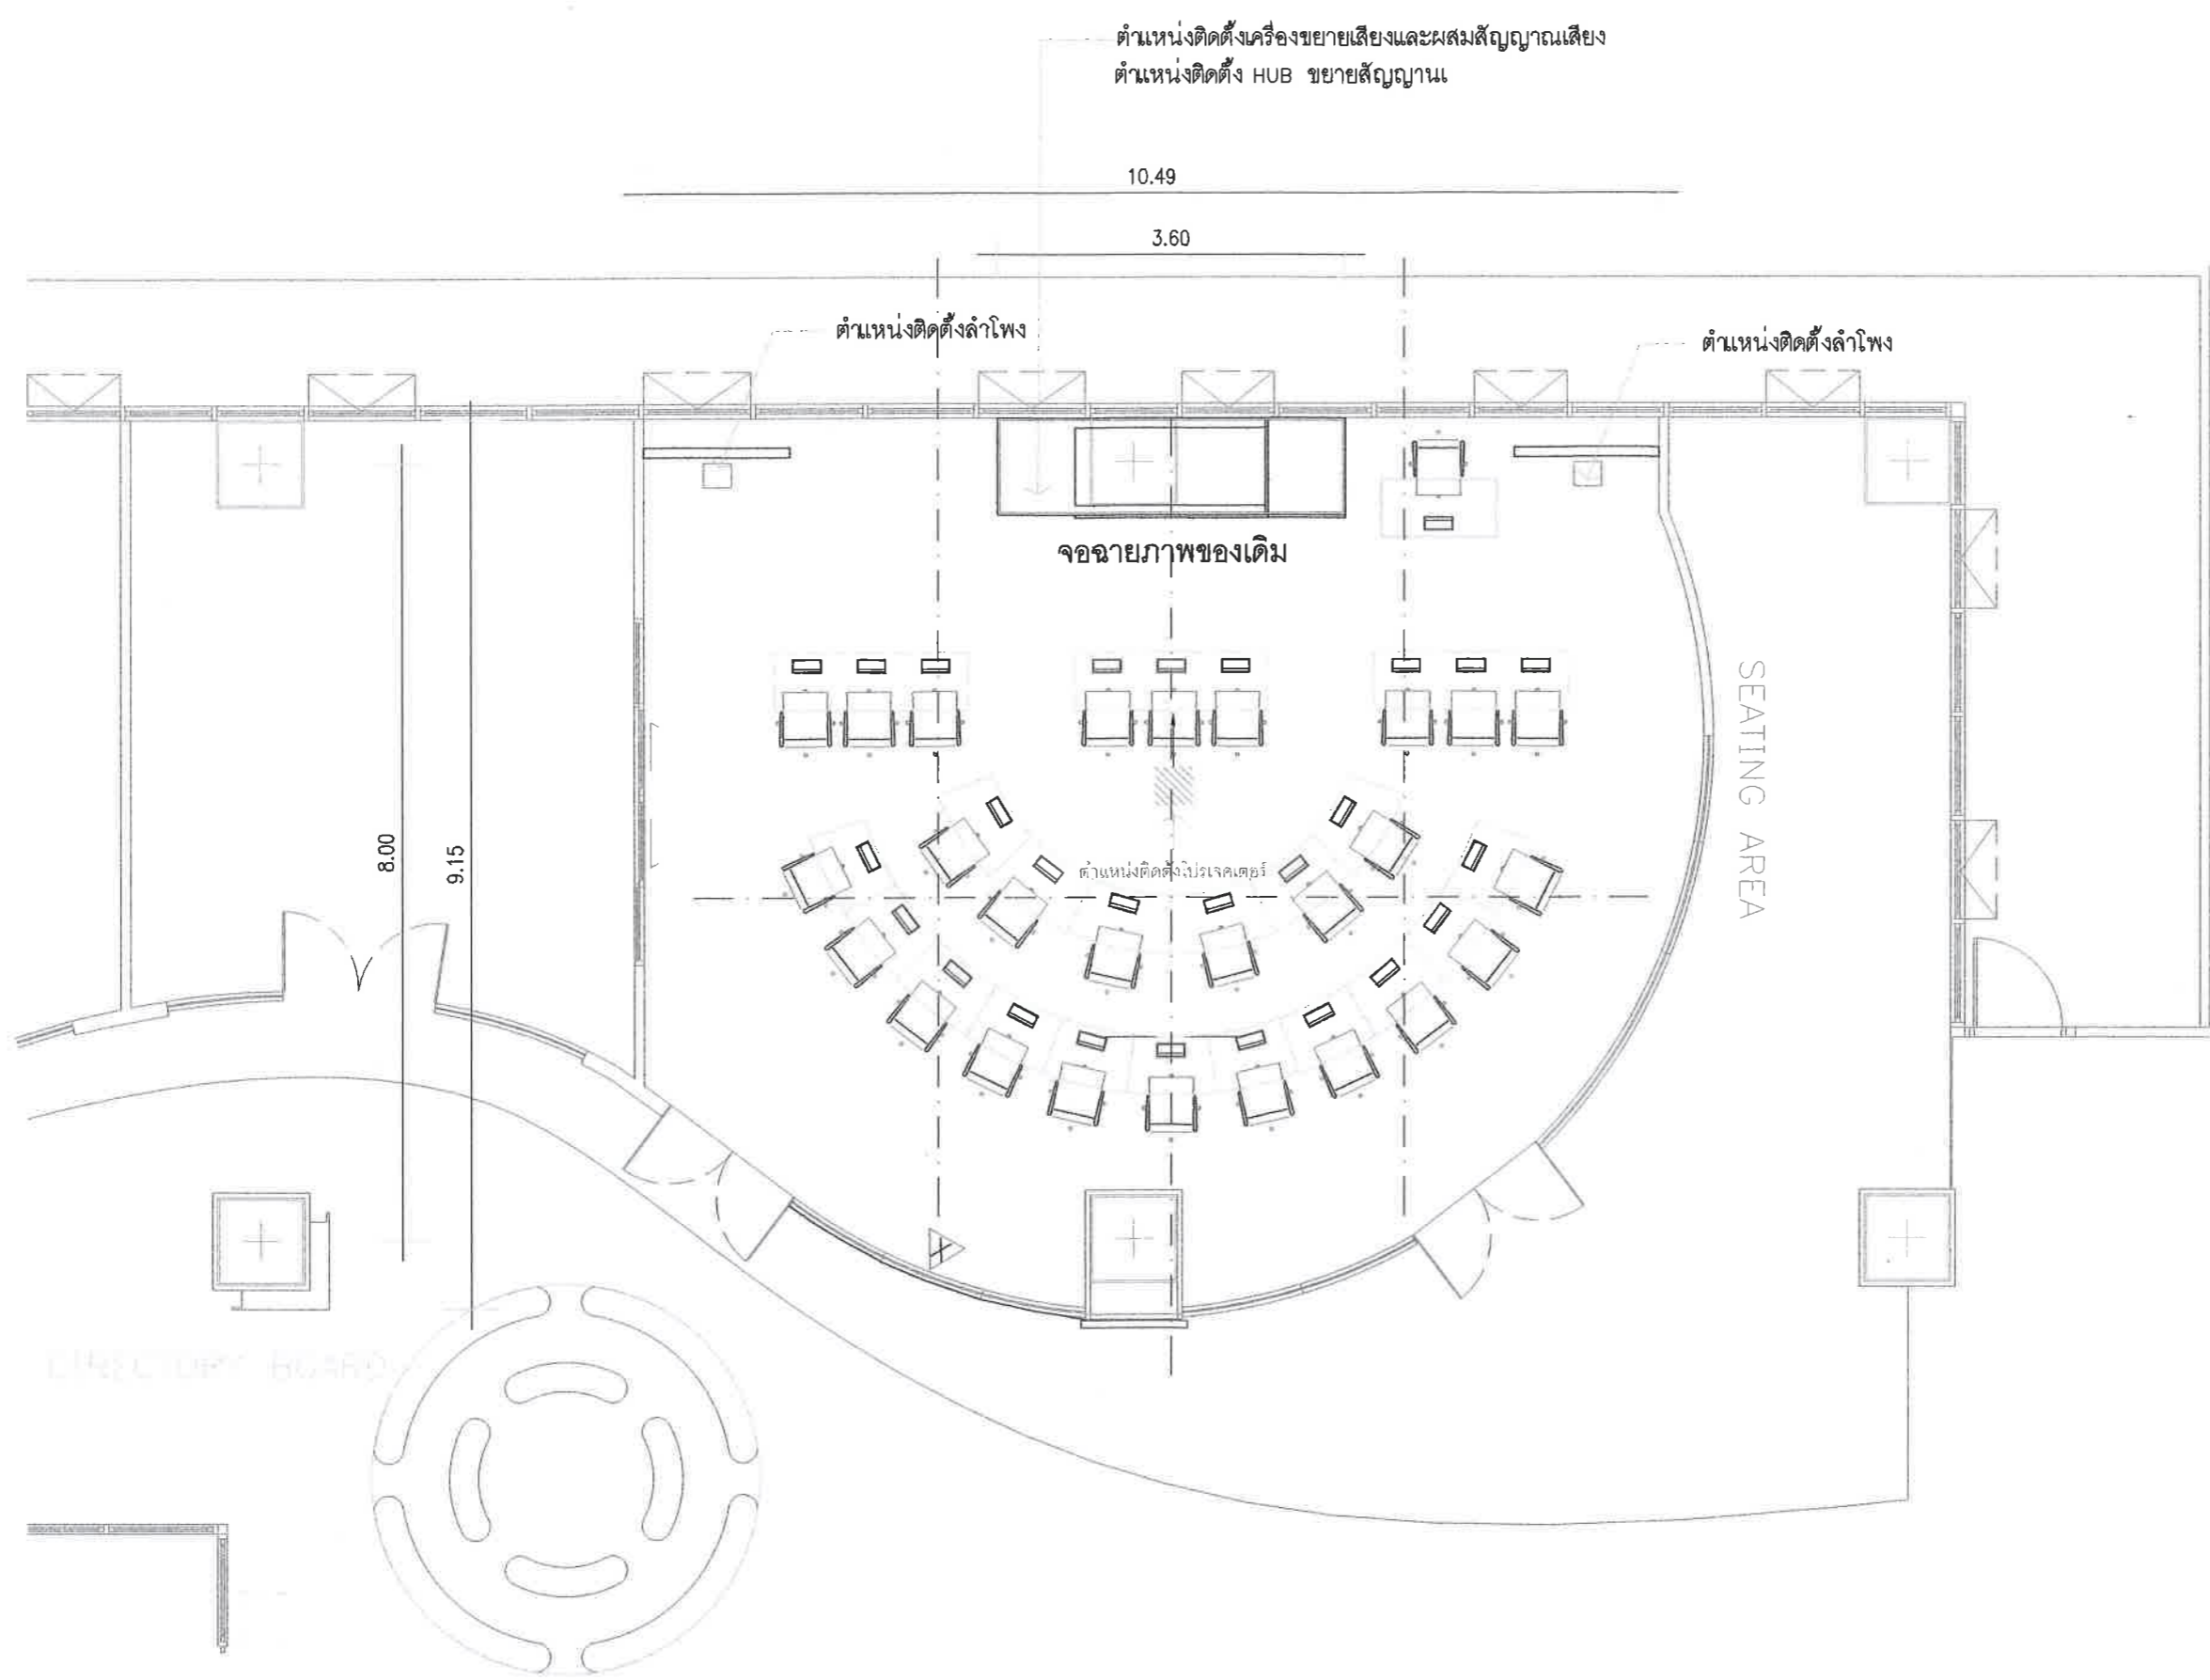 ตำแหน่งติดตั้งเครื่องขยายเสียงและผสมสัญญาณเสียง
ตำแหน่งติดตั้ง HUB ขยายสัญญานเ
10.49
3.60
ตำแหน่งติดตั้งลำโพง
ตำแหน่งติดตั้งลำโพง
จอฉายภาพของเดิม
SEATING AREA
8.00
9.15
ตำแหน่งติดตั้งโปรเจคเตอร์
DIRECTORY BOARD